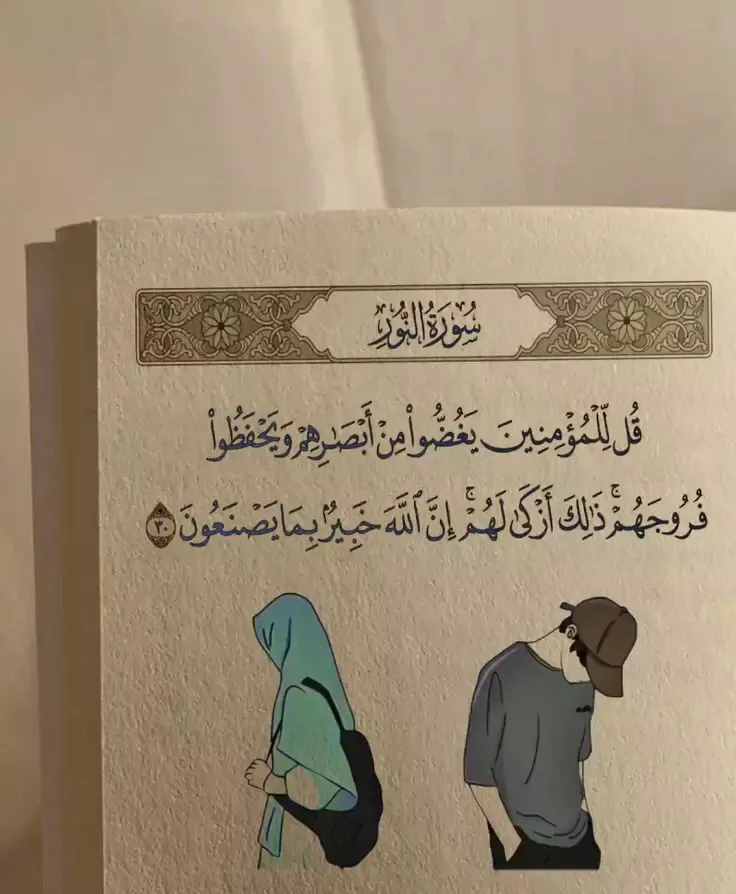 سُورَةُ النُّورِ
قُل لِّلْمُؤْمِنِينَ يَغُضُّوا۟ مِنْ أَبْصَـٰرِهِمْ وَيَحْفَظُوا۟
فُرُوجَهُمْ ۚ ذَٰلِكَ أَزْكَىٰ لَهُمْ ۚ إِنَّ ٱللَّهَ خَبِيرٌۢ بِمَا يَصْنَعُونَ ٣٠